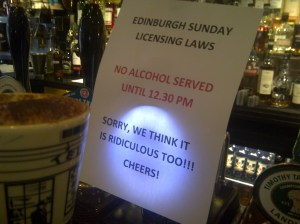 EDINBURGH SUNDAY
LICENSING LAWS
NO ALCOHOL SERVED
UNTIL 12.30 PM
SORRY, WE THINK IT
IS RIDICULOUS TOO!!!
CHEERS!
TIMOTHY